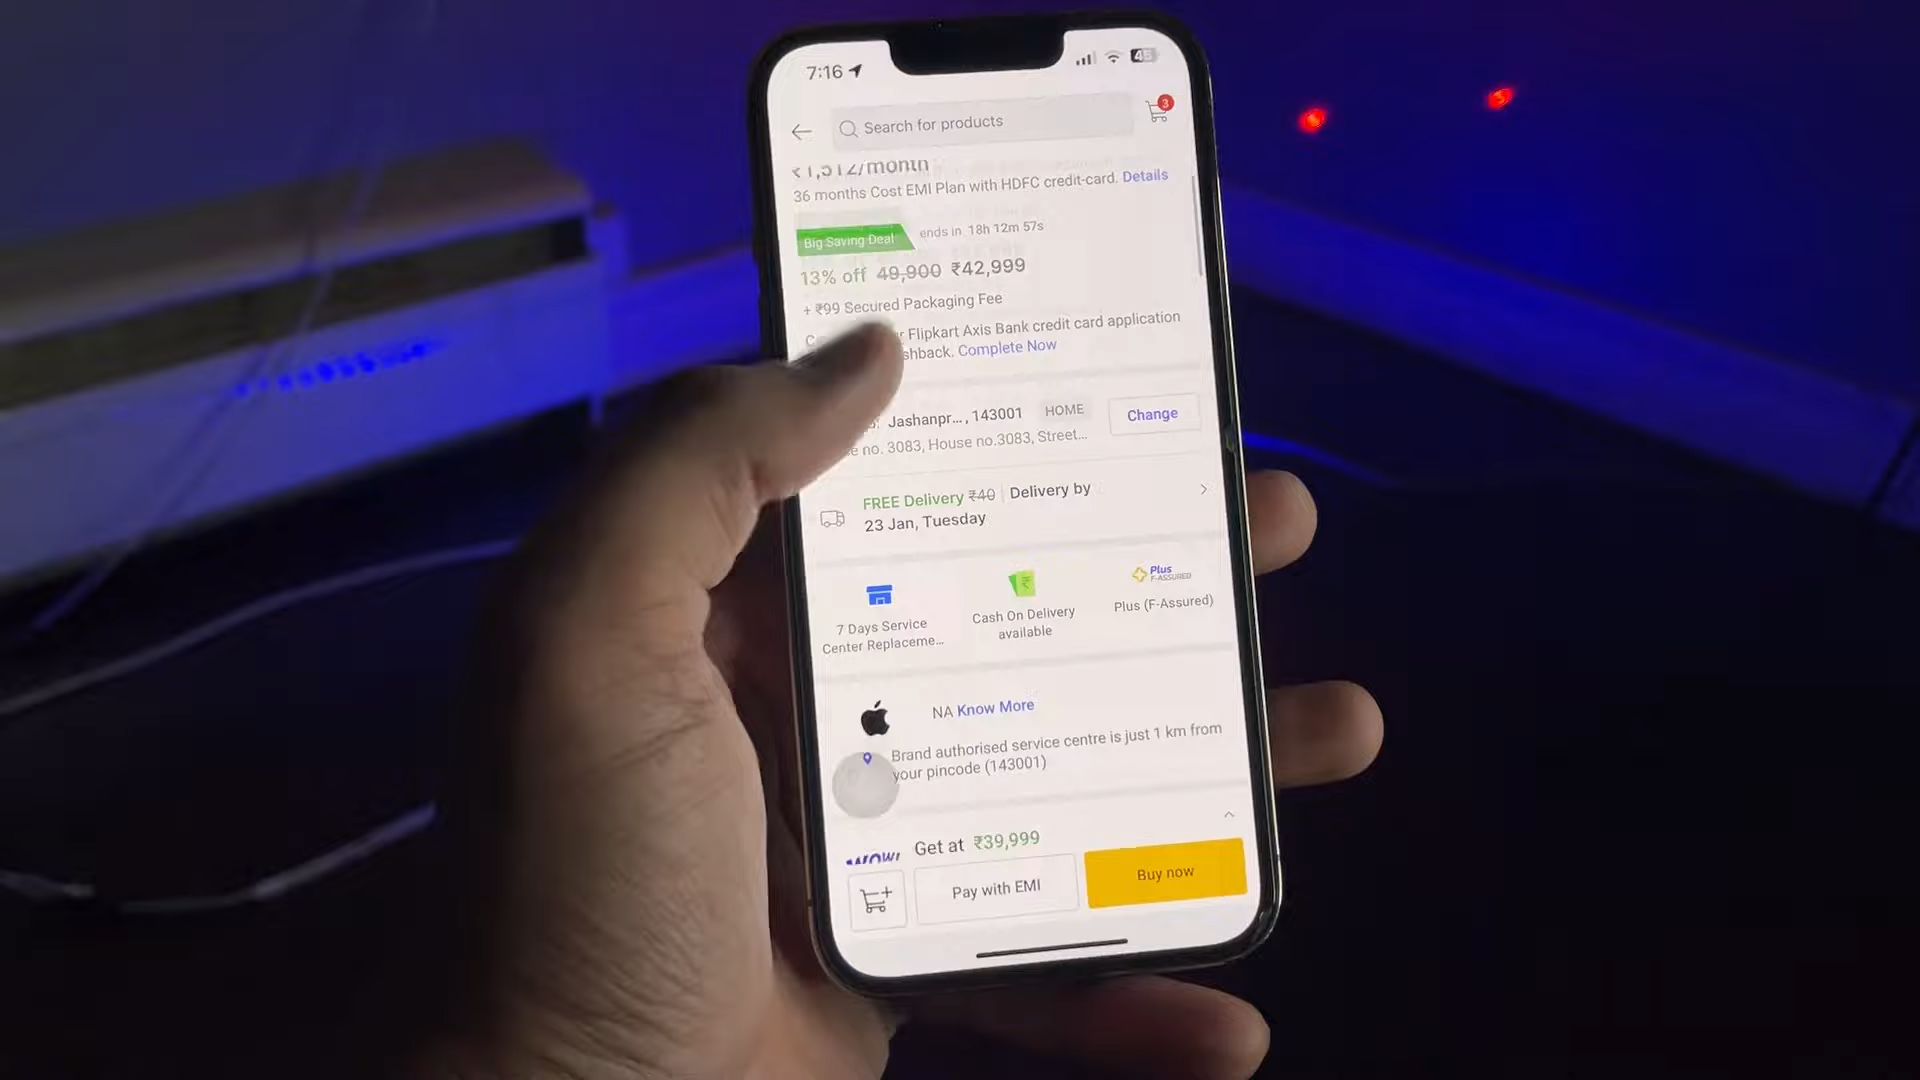 7:16
45
Search for products
3
₹1,512/month
36 months Cost EMI Plan with HDFC credit-card. Details
Big Saving Deal ends in 18h 12m 57s
13% off 49,900 ₹42,999
+ ₹99 Secured Packaging Fee
Flipkart Axis Bank credit card application
Complete Now
Jashanpr..., 143001 HOME Change
no. 3083, House no.3083, Street...
FREE Delivery ₹40 | Delivery by
23 Jan, Tuesday
Plus
F-ASSURED
7 Days Service
Center Replaceme...
Cash On Delivery
available
Plus (F-Assured)
NA Know More
Brand authorised service centre is just 1 km from
your pincode (143001)
WOW! Get at ₹39,999
Pay with EMI
Buy now